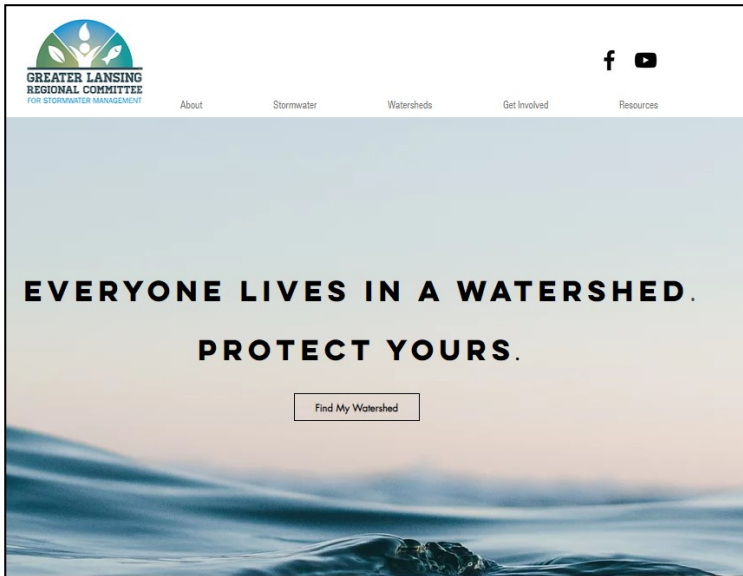 GREATER LANSING
REGIONAL COMMITTEE
FOR STORMWATER MANAGEMENT
About Stormwater Watersheds Get Involved Resources
EVERYONE LIVES IN A WATERSHED.
PROTECT YOURS.
Find My Watershed